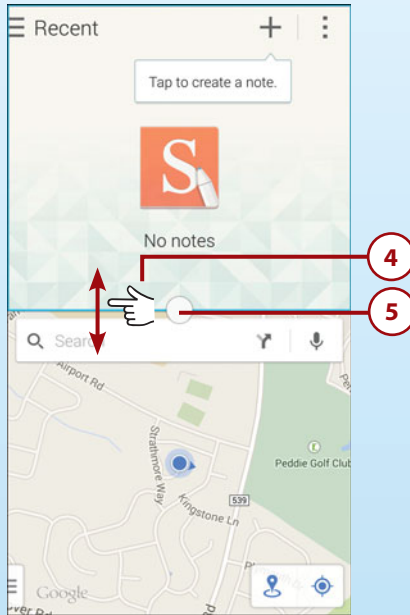 Recent
Tap to create a note.
S
No notes
4
5
Search
Airport Rd
Strathmore Way
Kingstone Ln
539
Peddie Golf Club
Google